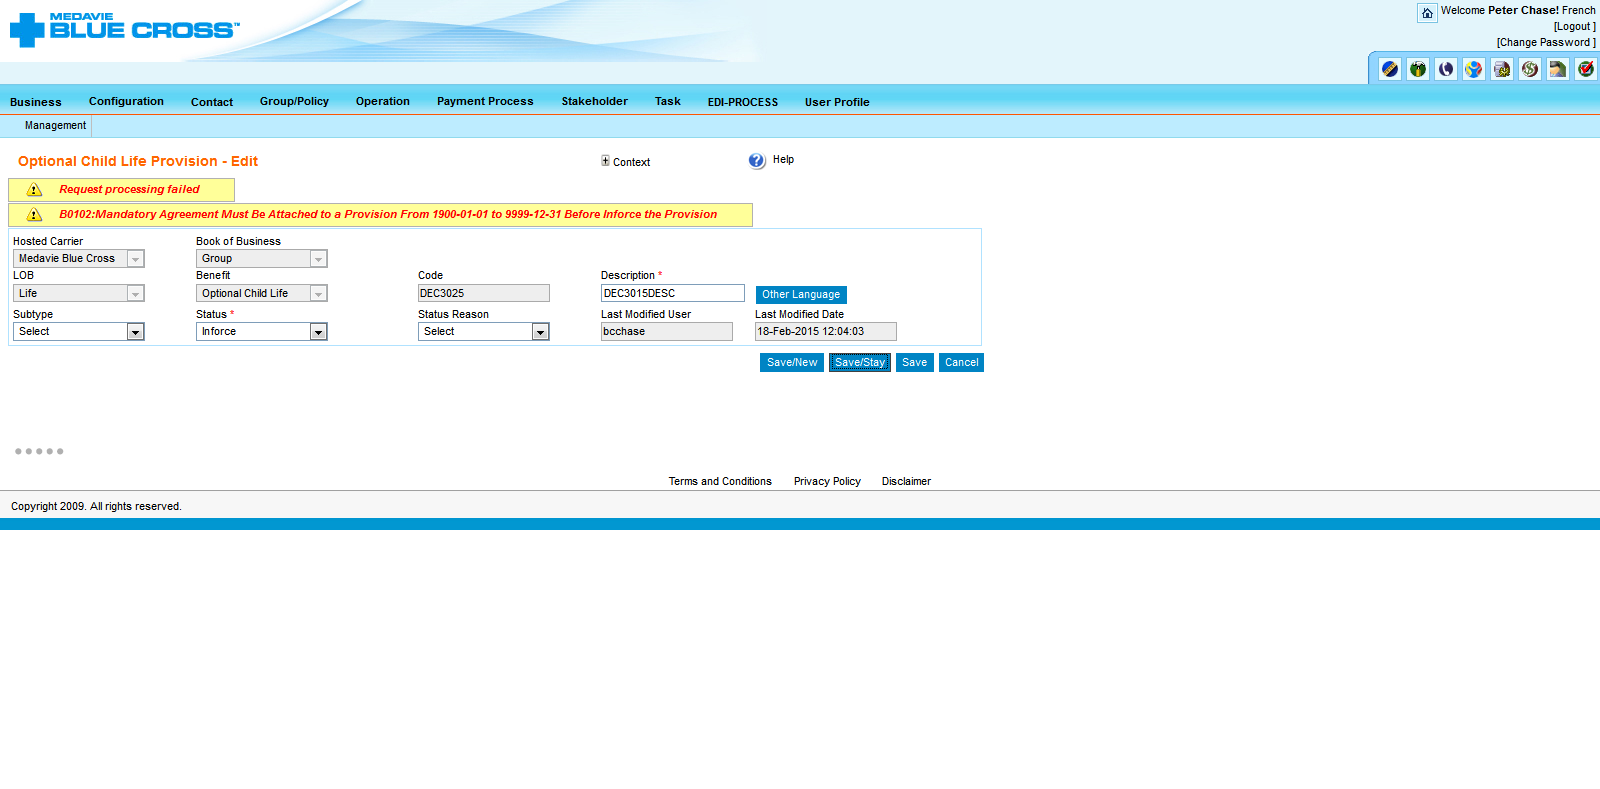 MEDAVIE
BLUE CROSS™
Welcome Peter Chase! French
[Logout ]
[Change Password ]
Business Configuration Contact Group/Policy Operation Payment Process Stakeholder Task EDI-PROCESS User Profile
Management
Optional Child Life Provision - Edit
Context
Help
Request processing failed
B0102:Mandatory Agreement Must Be Attached to a Provision From 1900-01-01 to 9999-12-31 Before Inforce the Provision
Hosted Carrier Book of Business
Medavie Blue Cross Group
LOB Benefit Code Description *
Life Optional Child Life DEC3025 DEC3015DESC Other Language
Subtype Status * Status Reason Last Modified User Last Modified Date
Select Inforce Select bcchase 18-Feb-2015 12:04:03
Save/New Save/Stay Save Cancel
Terms and Conditions Privacy Policy Disclaimer
Copyright 2009. All rights reserved.